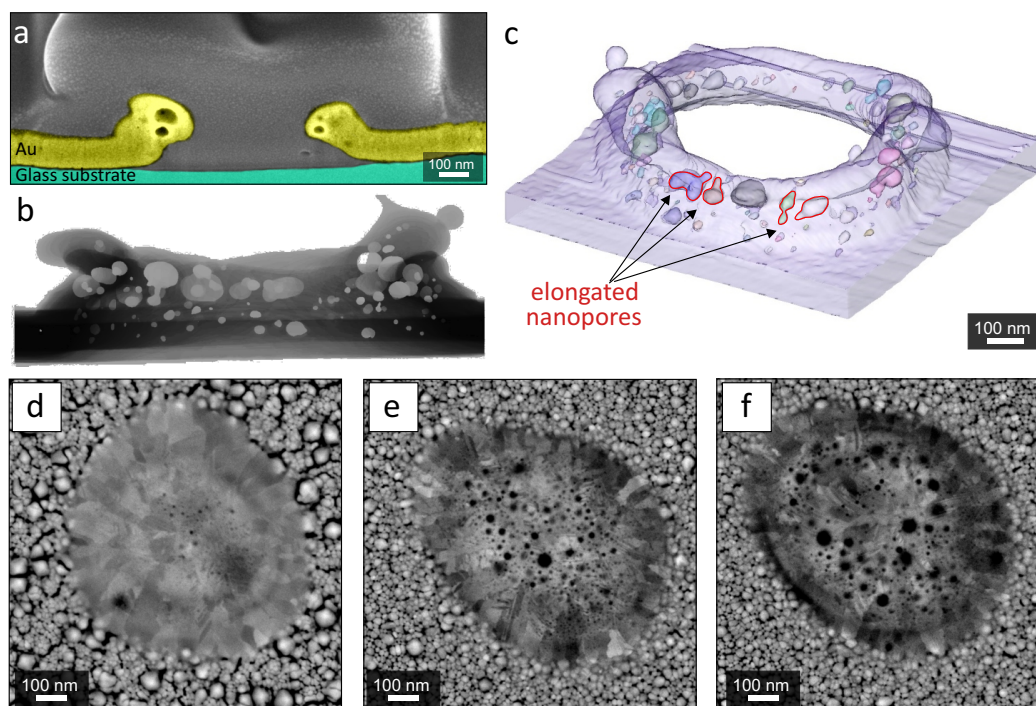 a
Au
Glass substrate
100 nm
b
c
elongated
nanopores
100 nm
d
100 nm
e
100 nm
f
100 nm